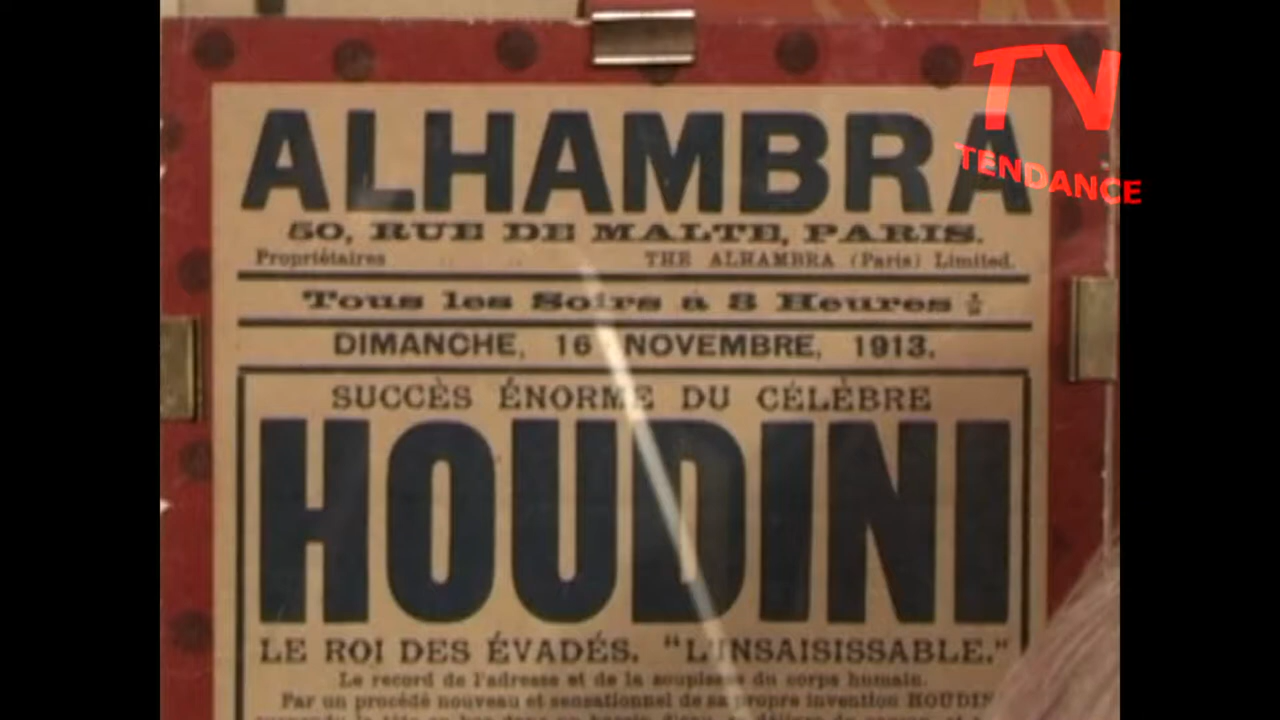 TV
TENDANCE
ALHAMBRA
50, RUE DE MALTE, PARIS.
Propriétaires .. .. THE ALHAMBRA (Paris) Limited.
Tous les Soirs à 8 Heures ½
DIMANCHE, 16 NOVEMBRE, 1913.
SUCCÈS ÉNORME DU CÉLÈBRE
HOUDINI
LE ROI DES ÉVADÉS. "L'INSAISISSABLE."
Le record de l'adresse et de la souplesse du corps humain.
Par un procédé nouveau et sensationnel de sa propre invention HOUDIN